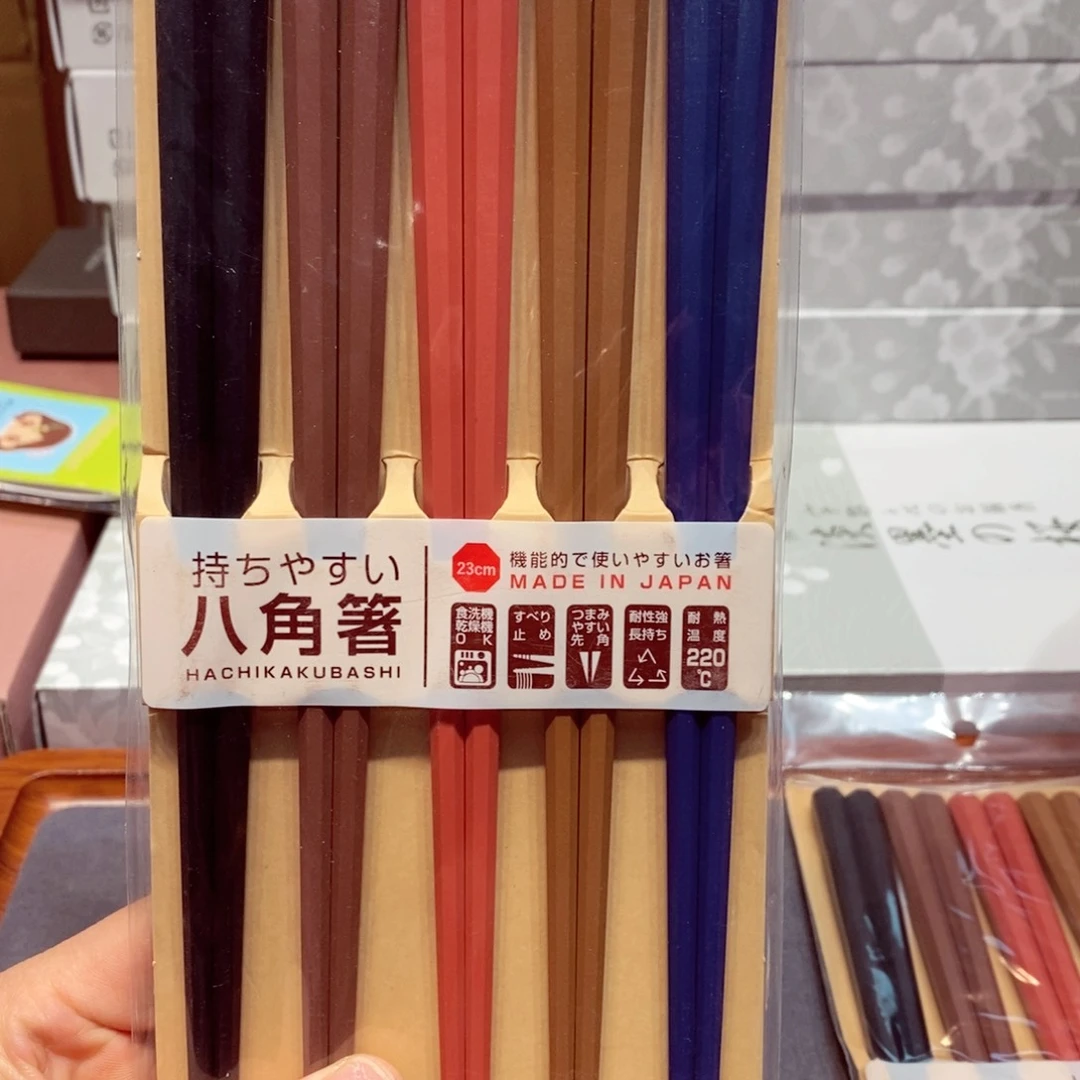 持ちやすい
八角箸
HACHIKAKUBASHI
23cm
機能的で使いやすいお箸
MADE IN JAPAN
食洗機
乾燥機
OK
すべり
止め
つまみ
やすい
先角
耐性強
長持ち
耐熱
温度
220
℃